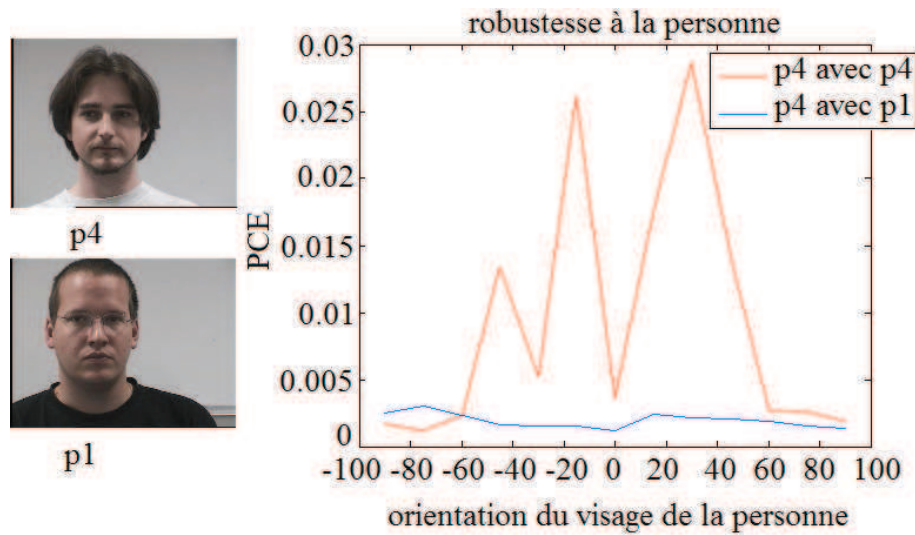 robustesse à la personne
p4
p1
PCE
0.03
0.025
0.02
0.015
0.01
0.005
0
-100 -80 -60 -40 -20 0 20 40 60 80 100
orientation du visage de la personne
p4 avec p4
p4 avec p1